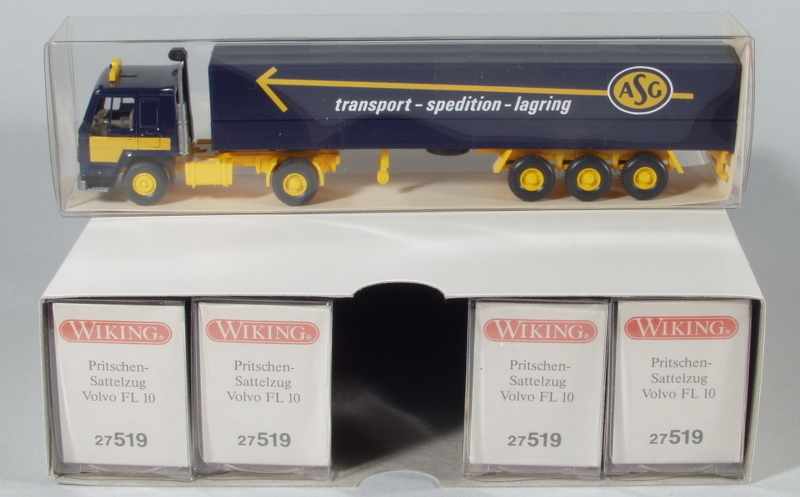 ASG
transport - spedition - lagring
WIKING®
Pritschen-
Sattelzug
Volvo FL 10
27519
WIKING®
Pritschen-
Sattelzug
Volvo FL 10
27519
WIKING®
Pritschen-
Sattelzug
Volvo FL 10
27519
WIKING®
Pritschen-
Sattelzug
Volvo FL 10
27519